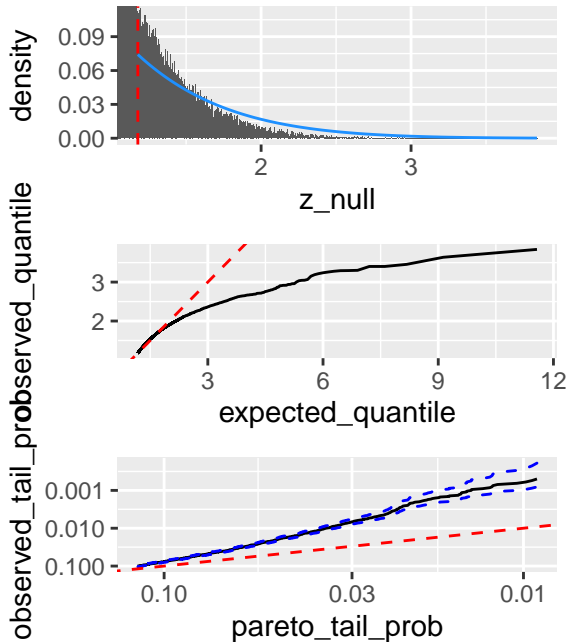 density
0.09
0.06
0.03
0.00
2 3
z_null
observed_quantile
3
2
3 6 9 12
expected_quantile
observed_tail_prob
0.001
0.010
0.100
0.10 0.03 0.01
pareto_tail_prob